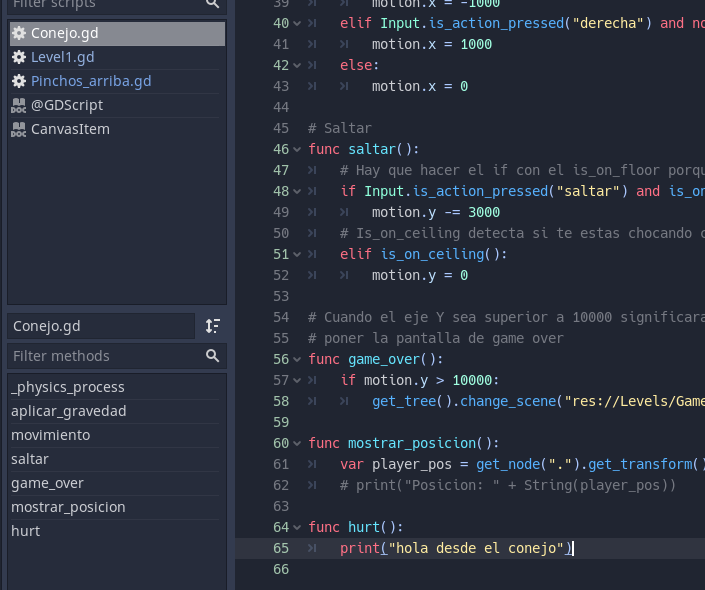 Filter scripts
Conejo.gd
Level1.gd
Pinchos_arriba.gd
@GDScript
CanvasItem
Conejo.gd
Filter methods
_physics_process
aplicar_gravedad
movimiento
saltar
game_over
mostrar_posicion
hurt
39 motion.x = -1000
40 elif Input.is_action_pressed("derecha") and no
41 motion.x = 1000
42 else:
43 motion.x = 0
44
45 # Saltar
46 func saltar():
47 # Hay que hacer el if con el is_on_floor porqu
48 if Input.is_action_pressed("saltar") and is_on
49 motion.y -= 3000
50 # Is_on_ceiling detecta si te estas chocando c
51 elif is_on_ceiling():
52 motion.y = 0
53
54 # Cuando el eje Y sea superior a 10000 significara
55 # poner la pantalla de game over
56 func game_over():
57 if motion.y > 10000:
58 get_tree().change_scene("res://Levels/Game
59
60 func mostrar_posicion():
61 var player_pos = get_node(".").get_transform()
62 # print("Posicion: " + String(player_pos))
63
64 func hurt():
65 print("hola desde el conejo")
66